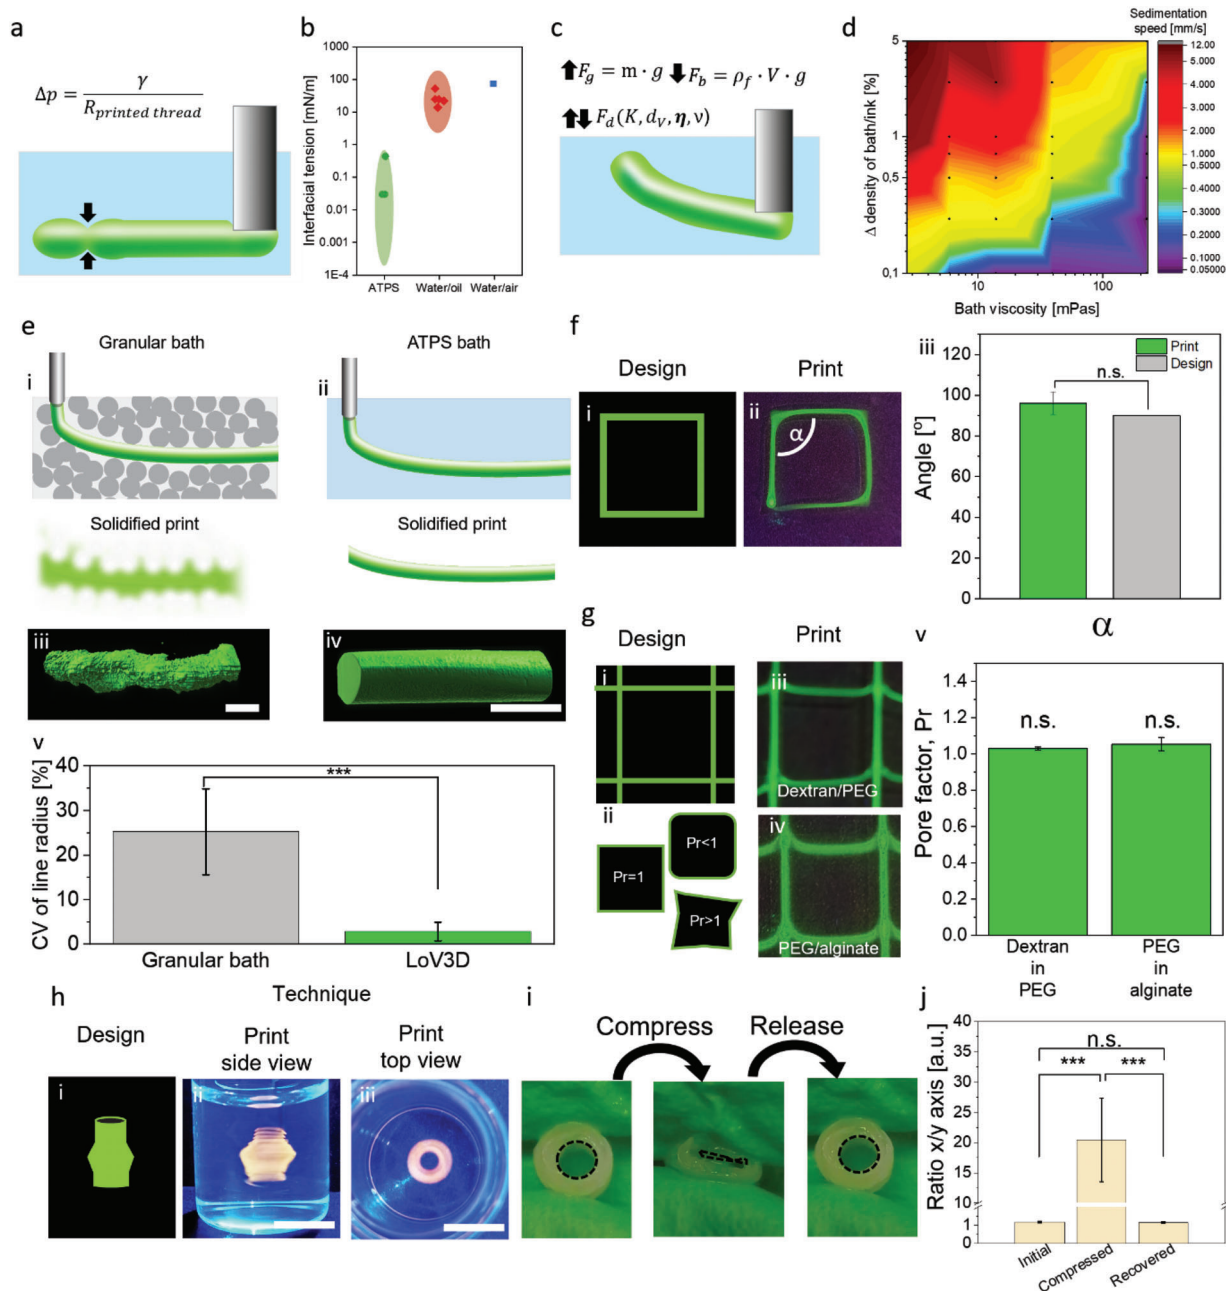 a
Δp = γ / R printed thread
b
Interfacial tension [mN/m]
1000
100
10
1
0.1
0.01
0.001
1E-4
ATPS
Water/oil
Water/air
c
F_g = m · g
F_b = ρ_f · V · g
F_d(K, d_V, η, ν)
d
Sedimentation
speed [mm/s]
Δ density of bath/ink [%]
5
1
0,5
0,1
10
100
Bath viscosity [mPas]
12.00
5.000
4.000
3.000
2.000
1.000
0.5000
0.4000
0.3000
0.2000
0.1000
0.05000
e
Granular bath
ATPS bath
i
ii
Solidified print
Solidified print
iii
iv
v
CV of line radius [%]
40
30
20
10
0
***
Granular bath
LoV3D
Technique
f
Design
Print
i
ii
α
iii
Print
Design
n.s.
Angle [º]
120
100
80
60
40
20
0
α
g
Design
Print
i
ii
Pr=1
Pr<1
Pr>1
iii
Dextran/PEG
iv
PEG/alginate
v
Pore factor, Pr
1.4
1.2
1.0
0.8
0.6
0.4
0.2
0.0
n.s.
n.s.
Dextran
in
PEG
PEG
in
alginate
h
Design
Print
side view
Print
top view
i
ii
iii
i
Compress
Release
j
Ratio x/y axis [a.u.]
40
35
30
25
20
15
10
2
1
0
n.s.
***
***
Initial
Compressed
Recovered